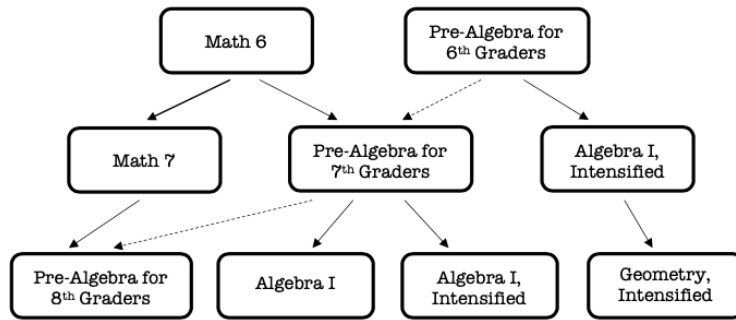 Math 6
Pre-Algebra for
6th Graders
Math 7
Pre-Algebra for
7th Graders
Algebra I,
Intensified
Pre-Algebra for
8th Graders
Algebra I
Algebra I,
Intensified
Geometry,
Intensified